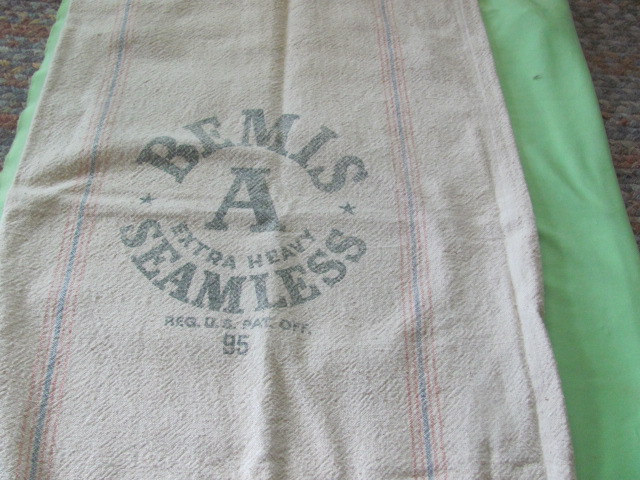 BEMIS
A
EXTRA HEAVY
SEAMLESS
REG. U.S. PAT. OFF.
95